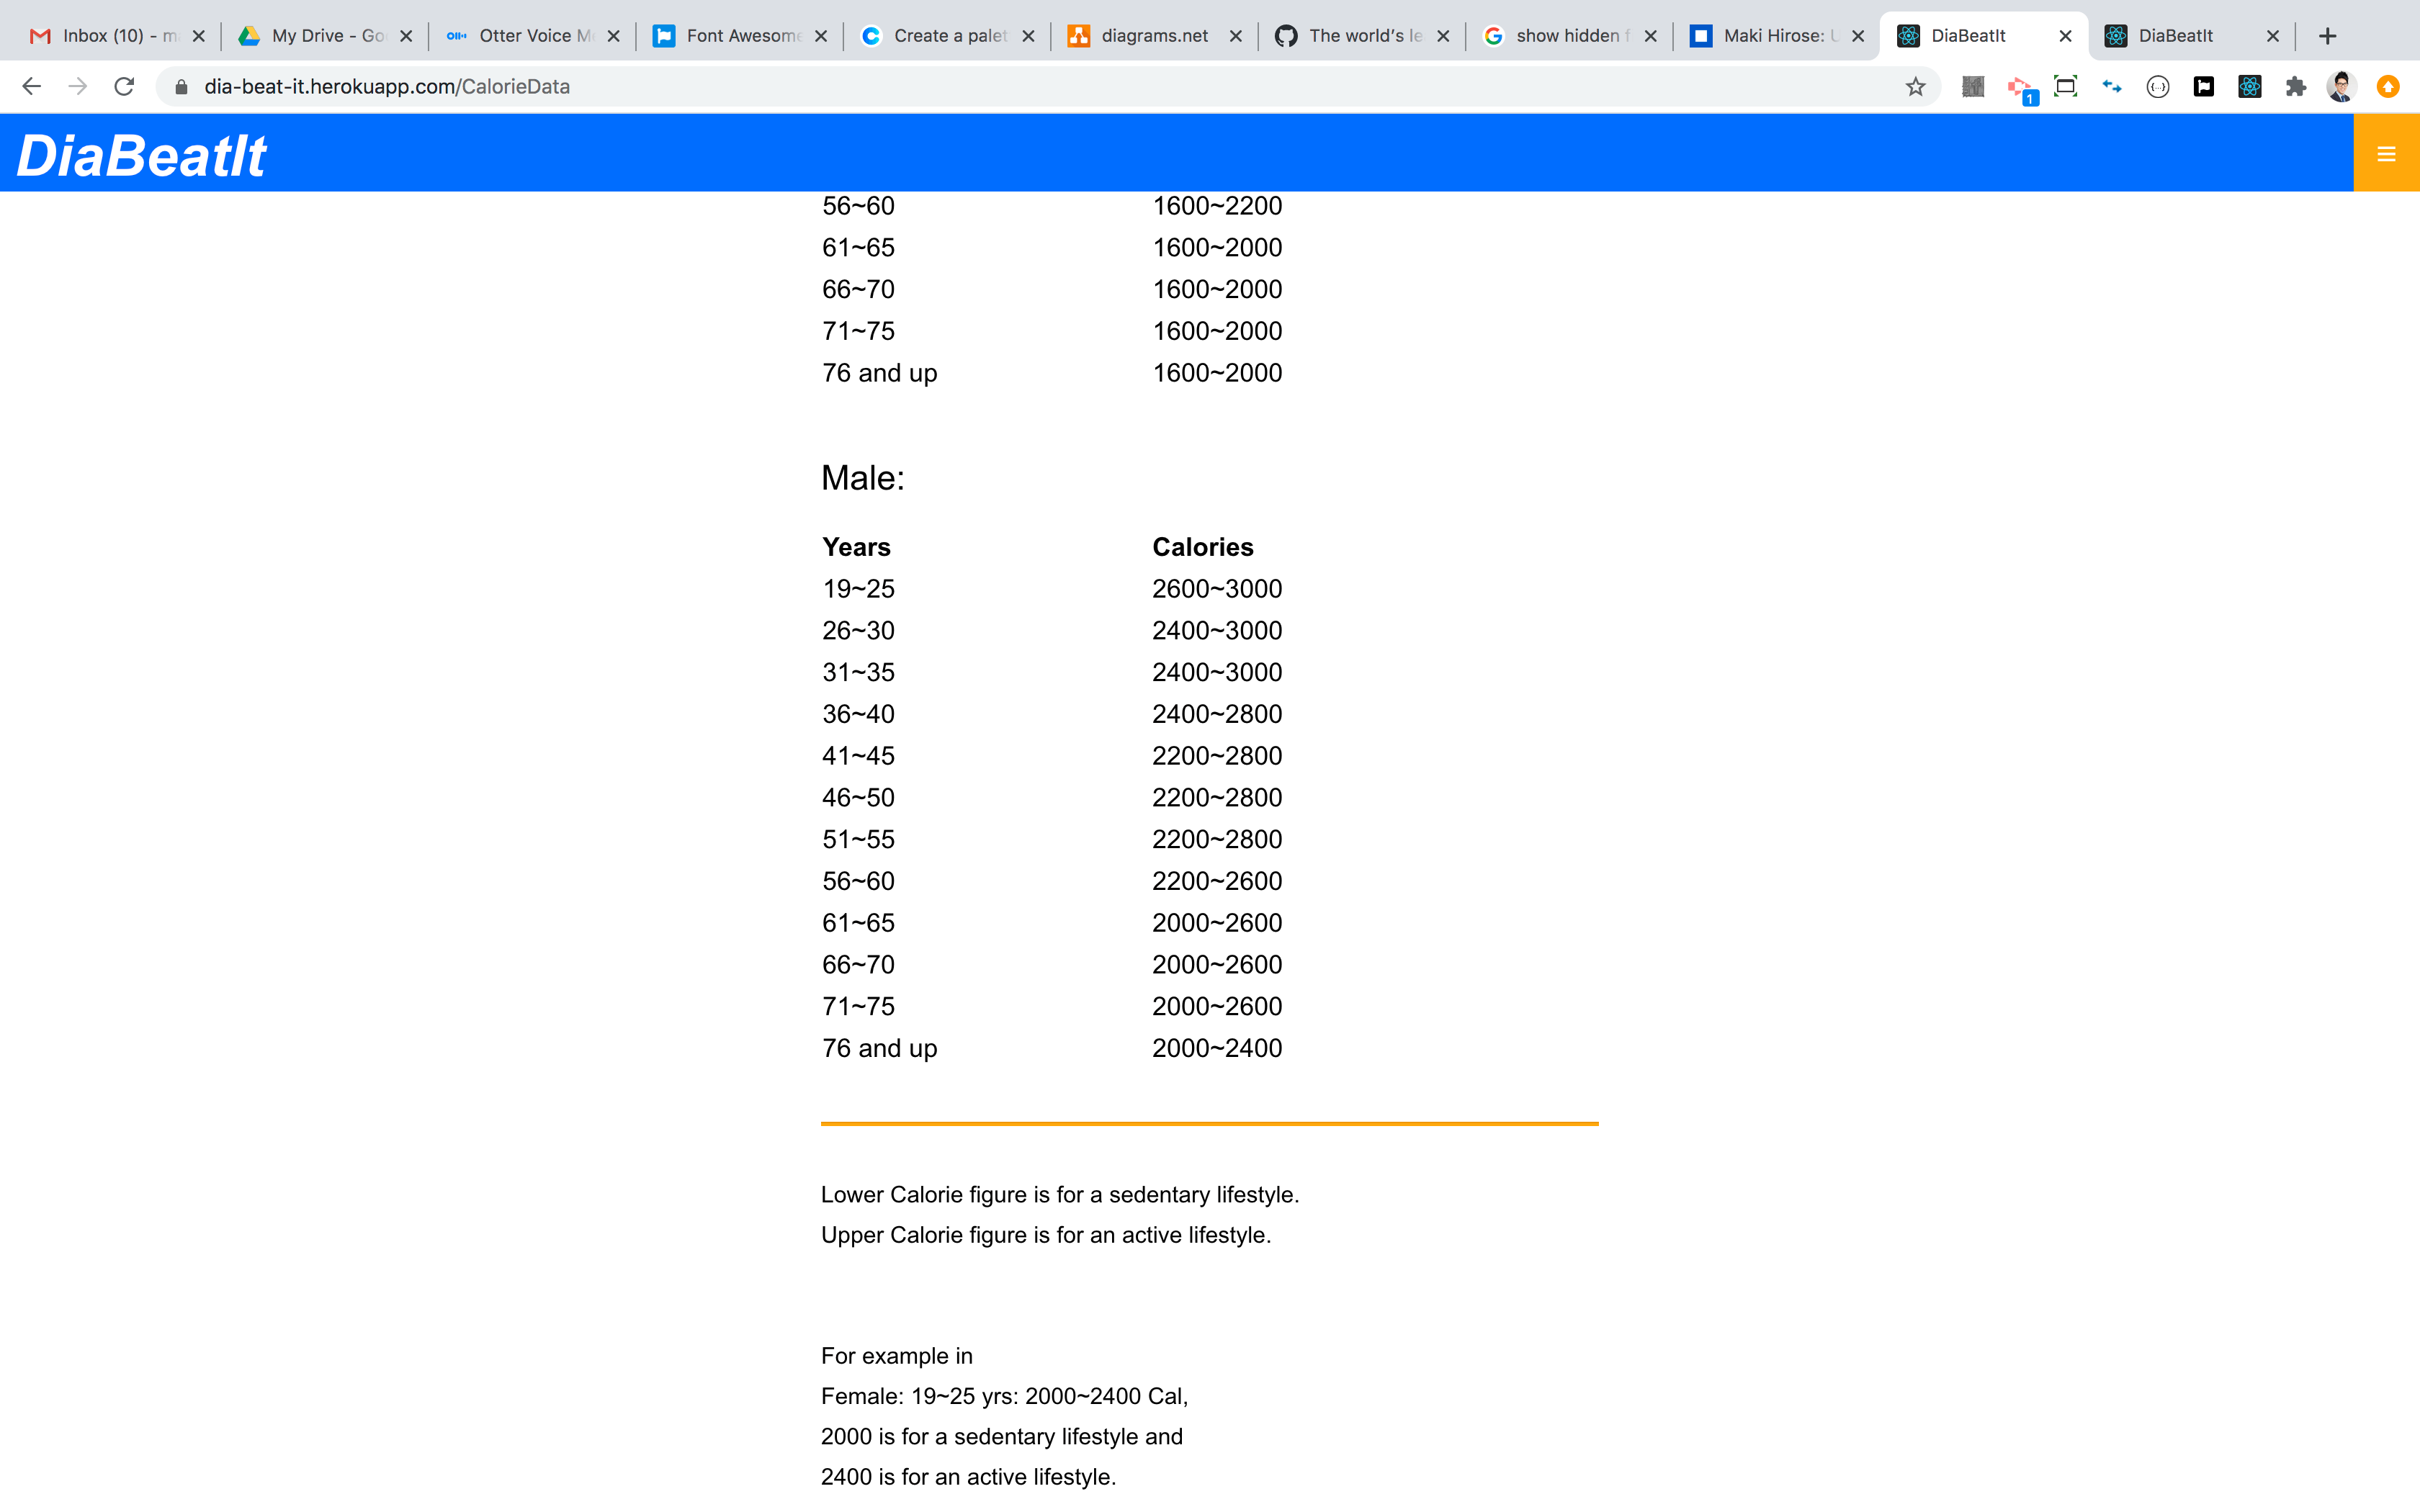 Inbox (10) - m
My Drive - Go
Otter Voice M
Font Awesome
Create a palet
diagrams.net
The world's le
show hidden f
Maki Hirose: U
DiaBeatIt
DiaBeatIt
dia-beat-it.herokuapp.com/CalorieData
1
DiaBeatIt
56~60 1600~2200
61~65 1600~2000
66~70 1600~2000
71~75 1600~2000
76 and up 1600~2000
Male:
Years Calories
19~25 2600~3000
26~30 2400~3000
31~35 2400~3000
36~40 2400~2800
41~45 2200~2800
46~50 2200~2800
51~55 2200~2800
56~60 2200~2600
61~65 2000~2600
66~70 2000~2600
71~75 2000~2600
76 and up 2000~2400
Lower Calorie figure is for a sedentary lifestyle.
Upper Calorie figure is for an active lifestyle.
For example in
Female: 19~25 yrs: 2000~2400 Cal,
2000 is for a sedentary lifestyle and
2400 is for an active lifestyle.